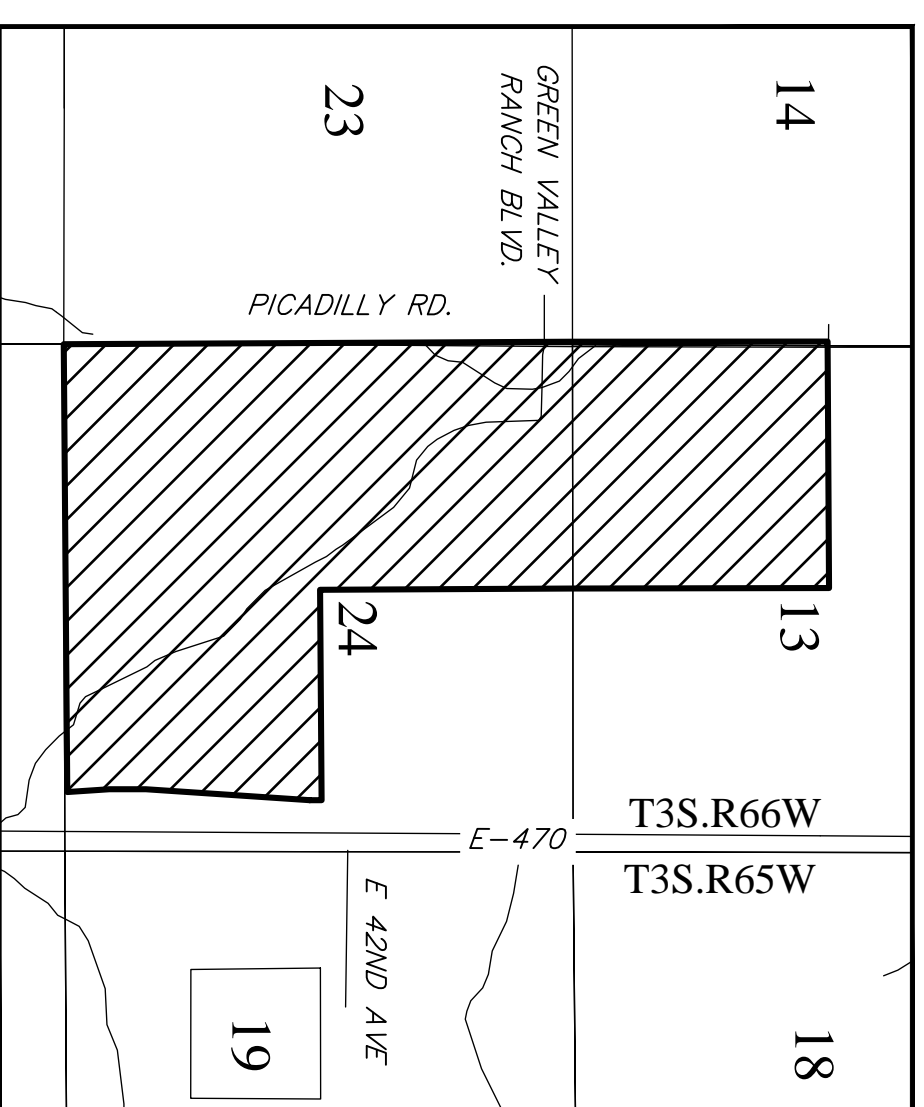 14
23
GREEN VALLEY
RANCH BLVD.
PICADILLY RD.
13
24
T3S.R66W
E-470
T3S.R65W
E 42ND AVE
19
18